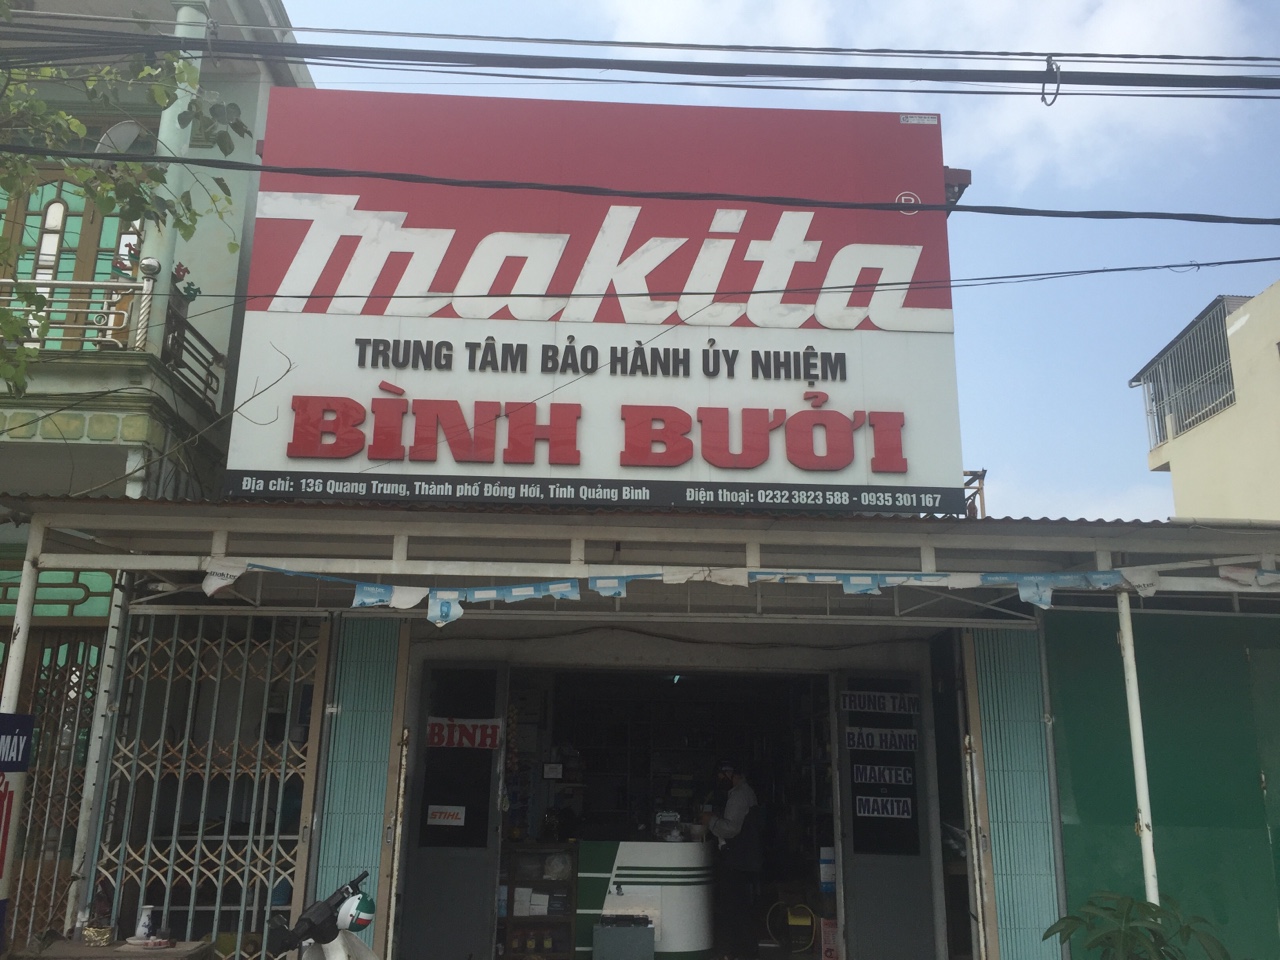 makita ®
TRUNG TÂM BẢO HÀNH ỦY NHIỆM
BÌNH BƯỞI
Địa chỉ: 136 Quang Trung, Thành phố Đồng Hới, Tỉnh Quảng Bình Điện thoại: 0232 3823 588 - 0935 301 167
makita
BÌNH
STIHL
TRUNG TÂM
BẢO HÀNH
MAKTEC
MAKITA
MÁY